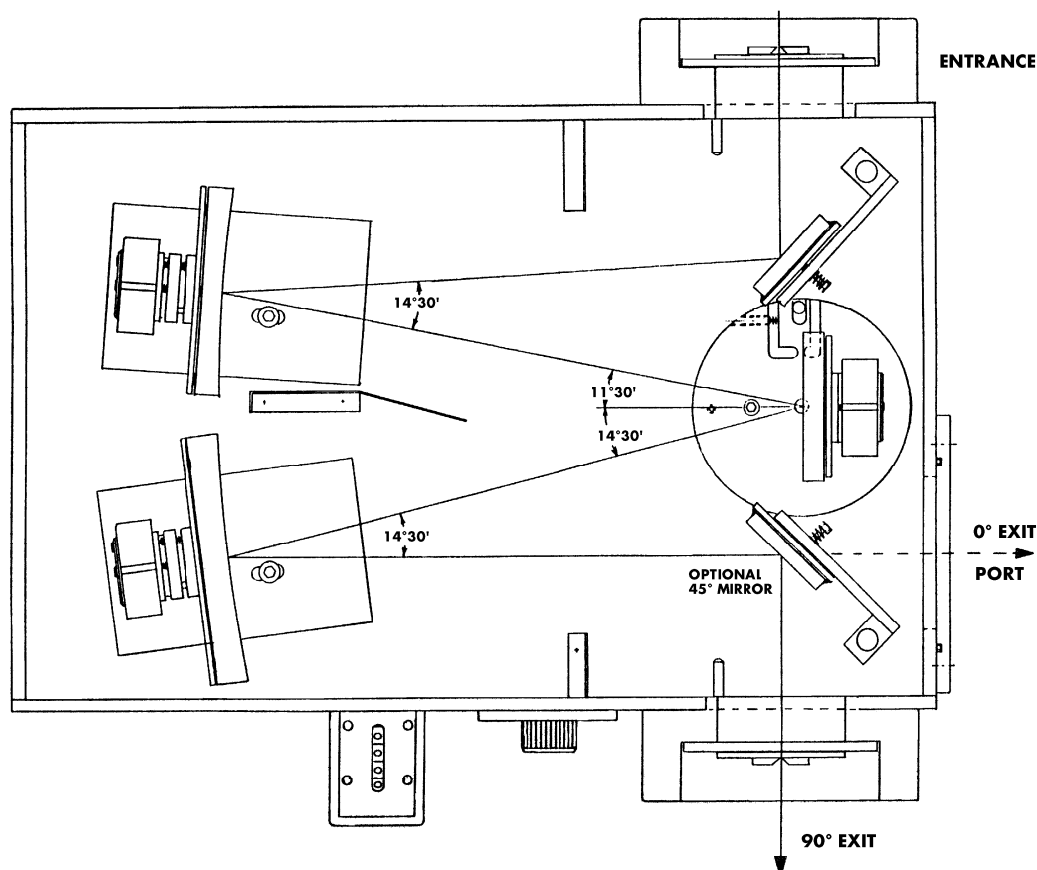 ENTRANCE
14°30'
11°30'
14°30'
14°30'
0° EXIT
PORT
OPTIONAL
45° MIRROR
90° EXIT